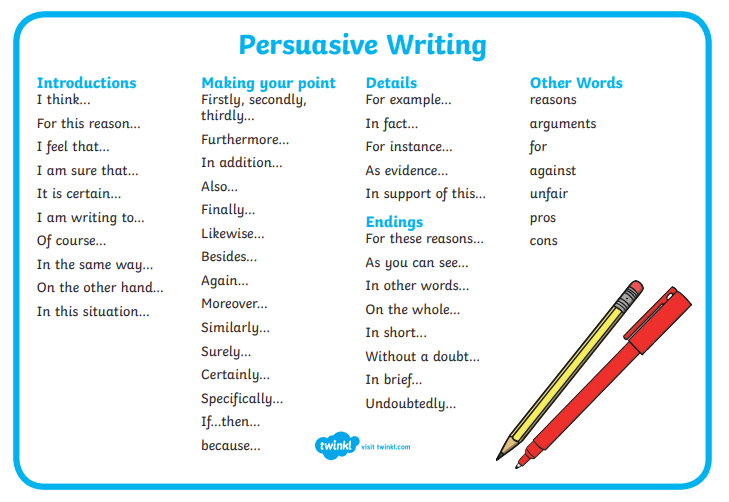 Persuasive Writing
Introductions
I think...
For this reason...
I feel that...
I am sure that...
It is certain...
I am writing to...
Of course...
In the same way...
On the other hand...
In this situation...
Making your point
Firstly, secondly,
thirdly...
Furthermore...
In addition...
Also...
Finally...
Likewise...
Besides...
Again...
Moreover...
Similarly...
Surely...
Certainly...
Specifically...
If...then...
because...
Details
For example...
In fact...
For instance...
As evidence...
In support of this...
Endings
For these reasons...
As you can see...
In other words...
On the whole...
In short...
Without a doubt...
In brief...
Undoubtedly...
Other Words
reasons
arguments
for
against
unfair
pros
cons
twinkl visit twinkl.com